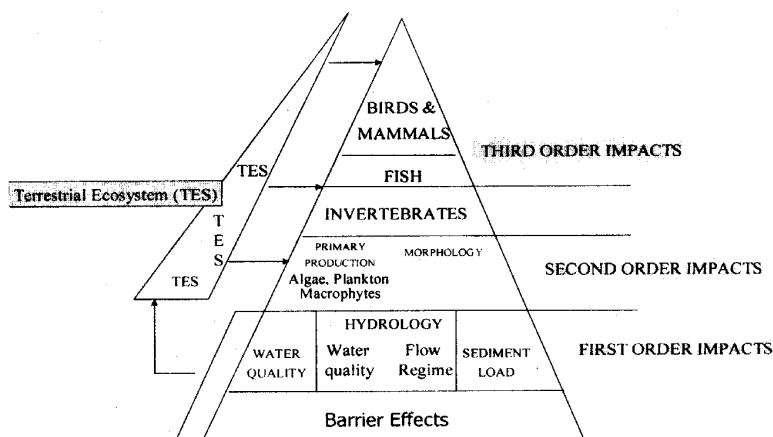 BIRDS &
MAMMALS
THIRD ORDER IMPACTS
TES
FISH
Terrestrial Ecosystem (TES)
T
E
S
INVERTEBRATES
PRIMARY
PRODUCTION
MORPHOLOGY
Algae, Plankton
Macrophytes
SECOND ORDER IMPACTS
TES
HYDROLOGY
WATER
QUALITY
Water
quality
Flow
Regime
SEDIMENT
LOAD
FIRST ORDER IMPACTS
Barrier Effects